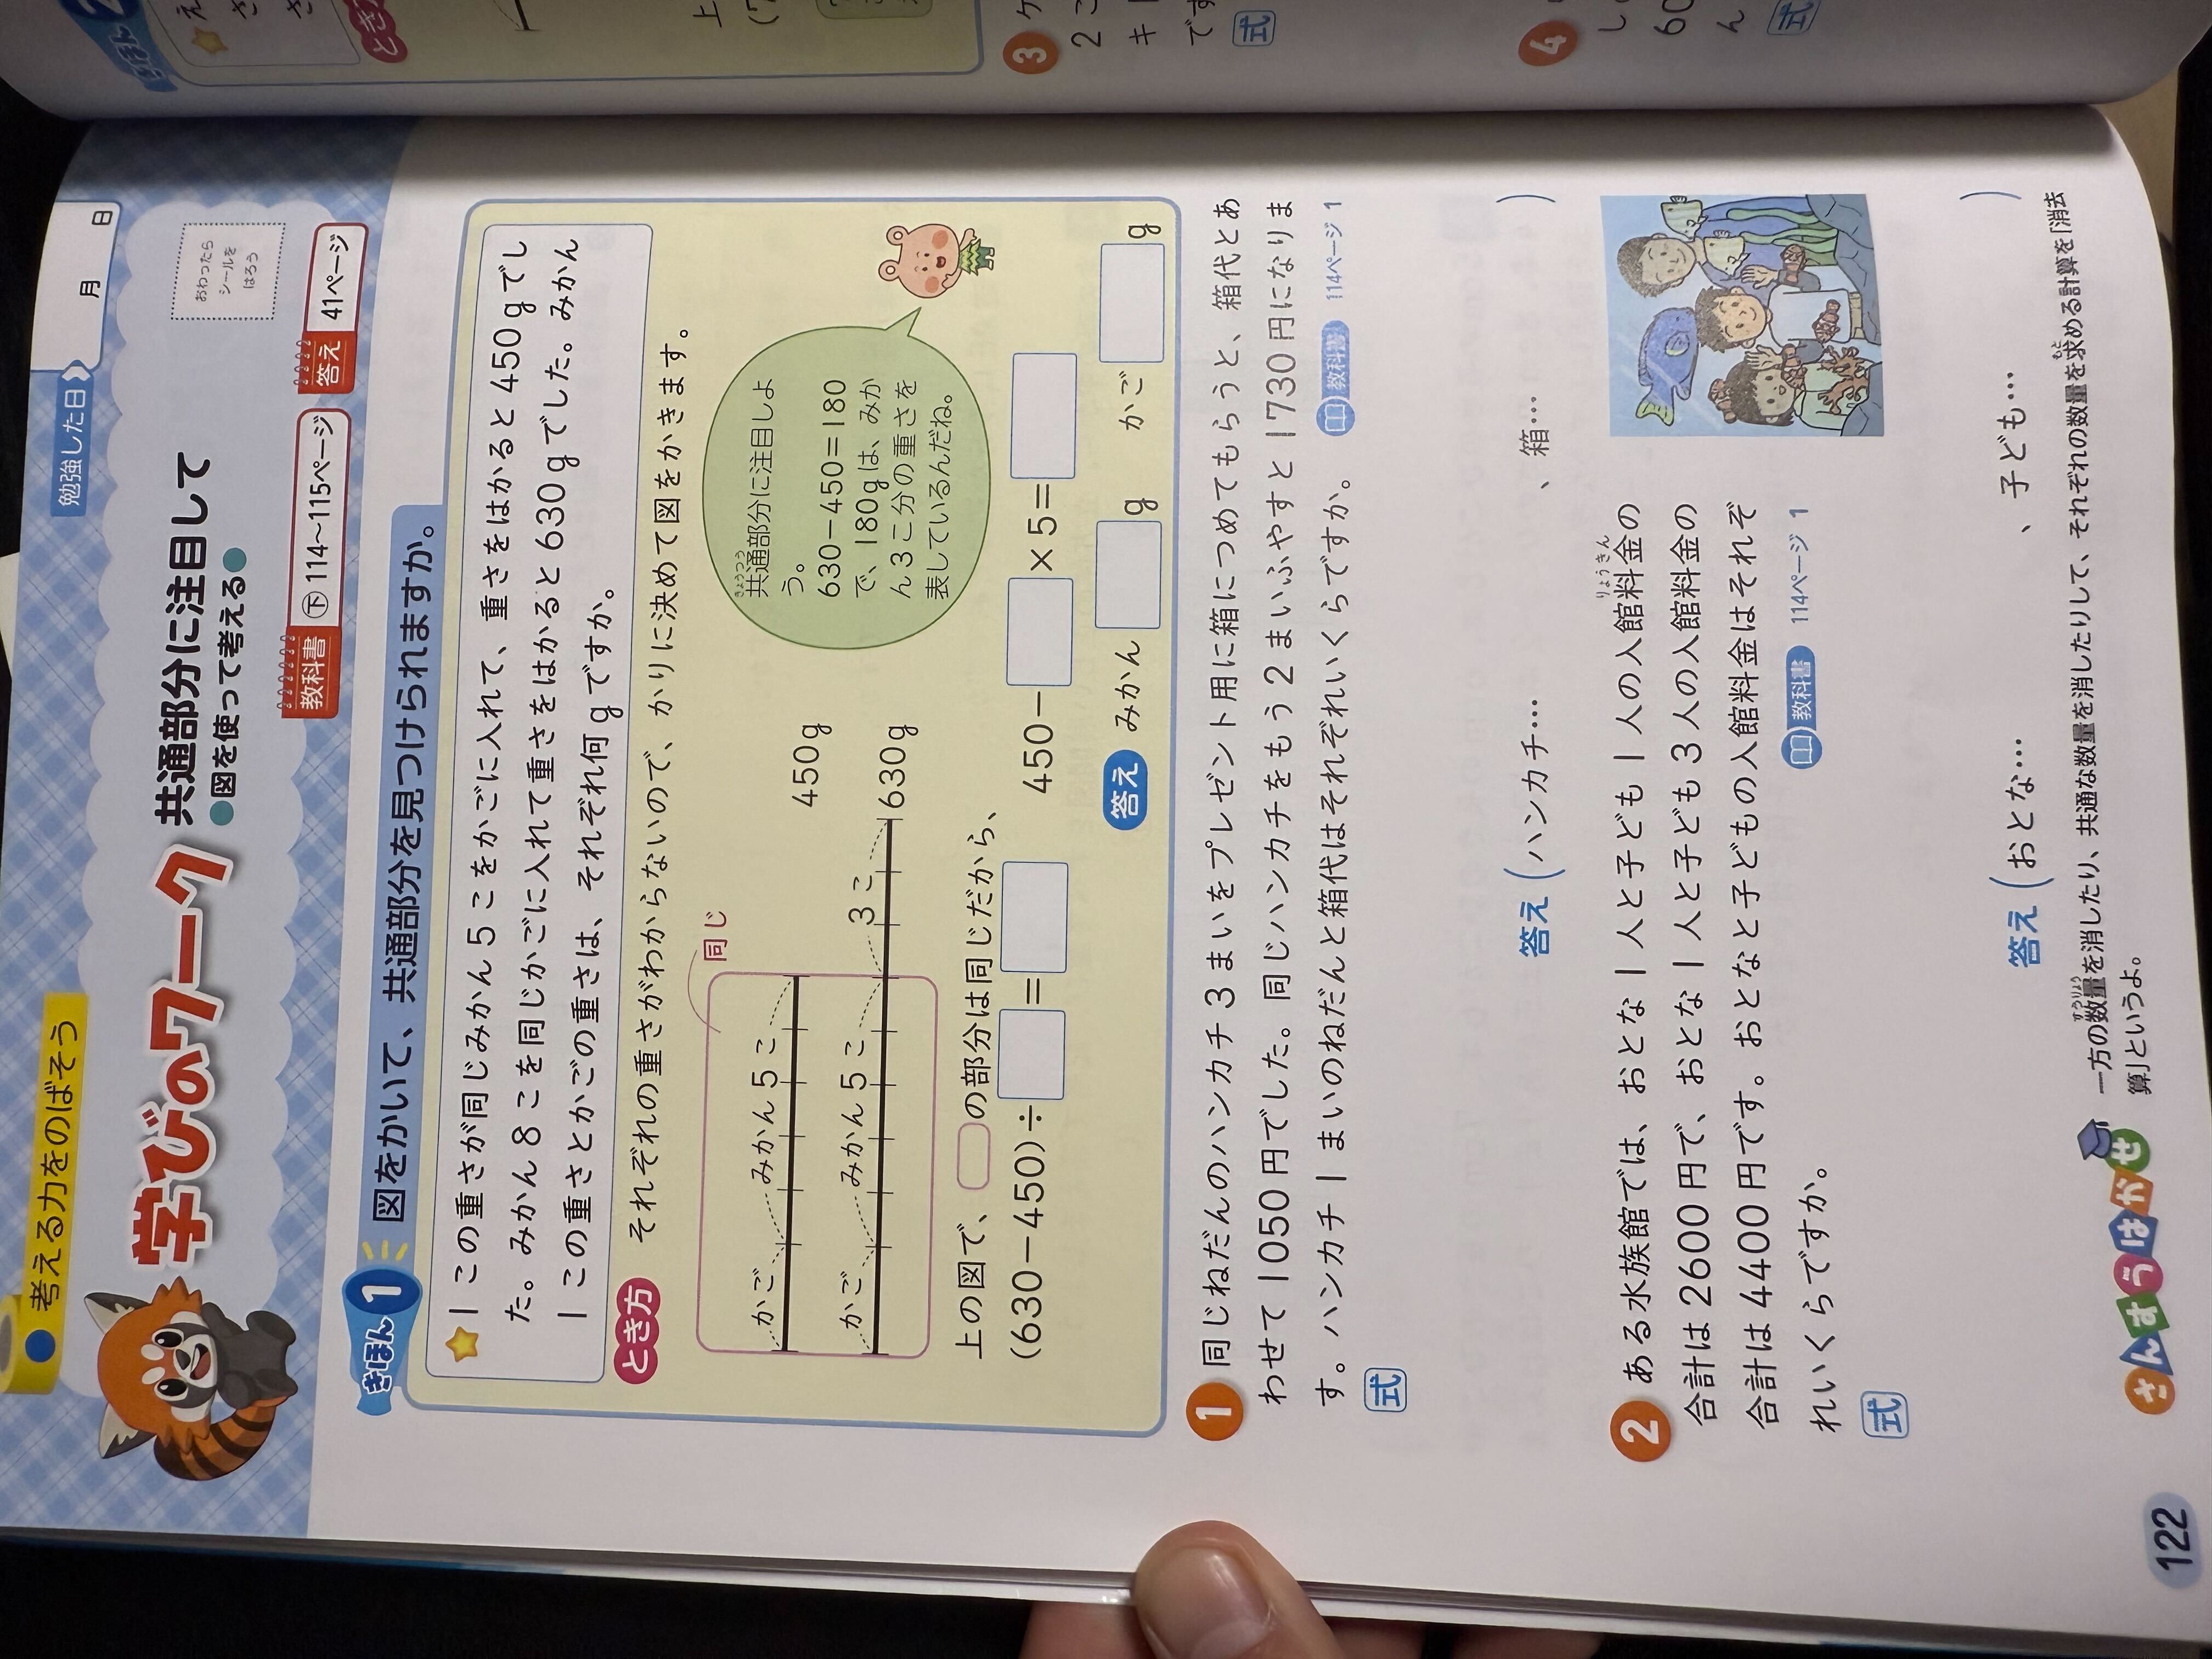 考える力をのばそう
勉強した日
月 日
学びのワーク
共通部分に注目して
●図を使って考える●
おわったら
シールを
はろう
教科書 下 114〜115ページ
答え 41ページ
きほん 1
図をかいて、共通部分を見つけられますか。
1この重さが同じみかん5こをかごに入れて、重さをはかると450gでし
た。みかん8こを同じかごに入れて重さをはかると630gでした。みかん
1この重さとかごの重さは、それぞれ何gですか。
とき方 それぞれの重さがわからないので、かりに決めて図をかきます。
同じ
かご みかん5こ 450g
かご みかん5こ 3こ 630g
きょうつう
共通部分に注目しよ
う。
630−450=180
で、180gは、みか
ん3こ分の重さを
表しているんだね。
上の図で、□の部分は同じだから、
(630−450)÷□=□ 450−□×5=□
答え みかん □g かご □g
1 同じねだんのハンカチ3まいをプレゼント用に箱につめてもらうと、箱代とあ
わせて1050円でした。同じハンカチをもう2まいふやすと1730円になりま
す。ハンカチ1まいのねだんと箱代はそれぞれいくらですか。
教科書 114ページ 1
式
答え(ハンカチ… 、箱… )
りょうきん
2 ある水族館では、おとな1人と子ども1人の入館料金の
合計は2600円で、おとな1人と子ども3人の入館料金の
合計は4400円です。おとなと子どもの入館料金はそれぞ
れいくらですか。
教科書 114ページ 1
式
答え(おとな… 、子ども… )
さんすうはかせ
すうりょう もと
一方の数量を消したり、共通な数量を消したりして、それぞれの数量を求める計算を「消去
算」というよ。
122
3
2こ
キ
で
式
4
し
60
ん
式